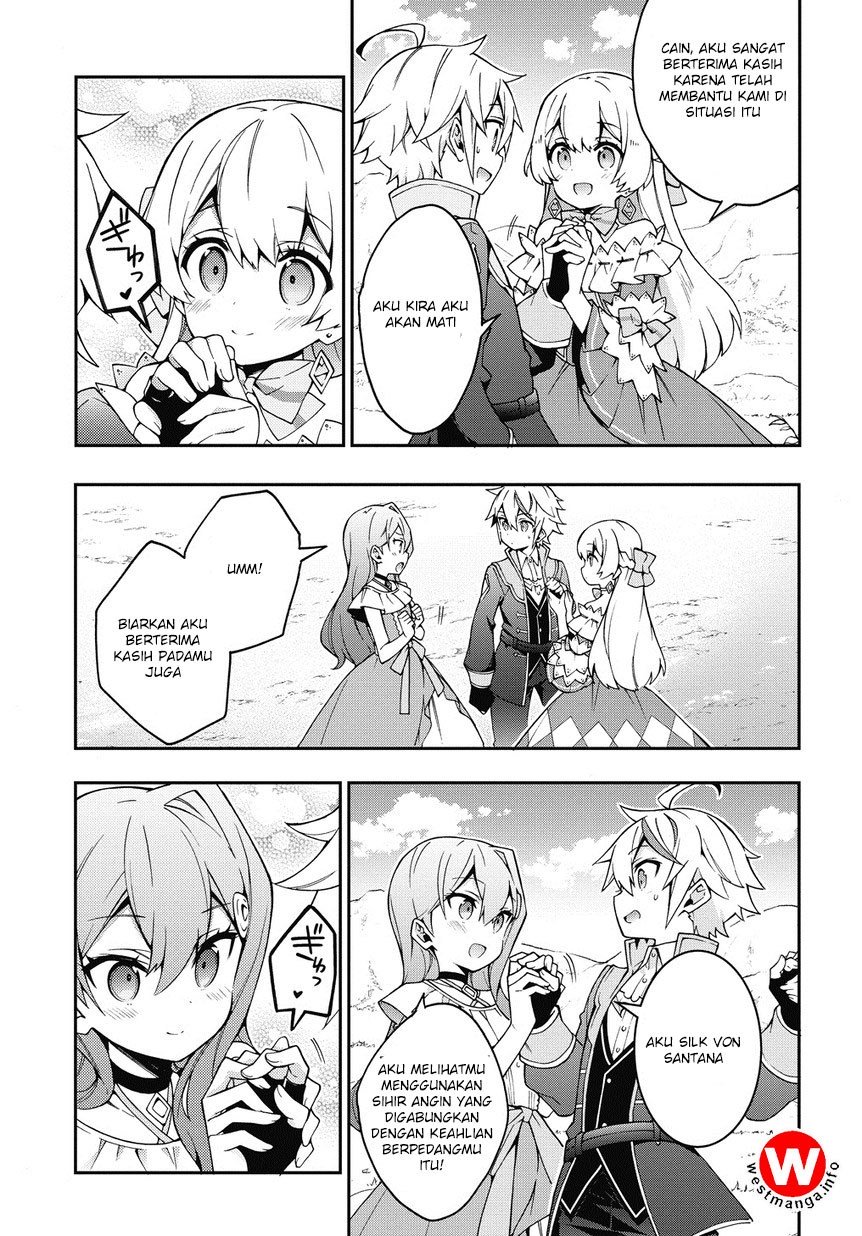 CAIN, AKU SANGAT
BERTERIMA KASIH
KARENA TELAH
MEMBANTU KAMI DI
SITUASI ITU
AKU KIRA AKU
AKAN MATI
ぎゅっ♥
UMM!
BIARKAN AKU
BERTERIMA
KASIH PADAMU
JUGA
AKU SILK VON
SANTANA
AKU MELIHATMU
MENGGUNAKAN
SIHIR ANGIN YANG
DIGABUNGKAN
DENGAN KEAHLIAN
BERPEDANGMU
ITU!
ぎゅっ♥
W
westmanga.info